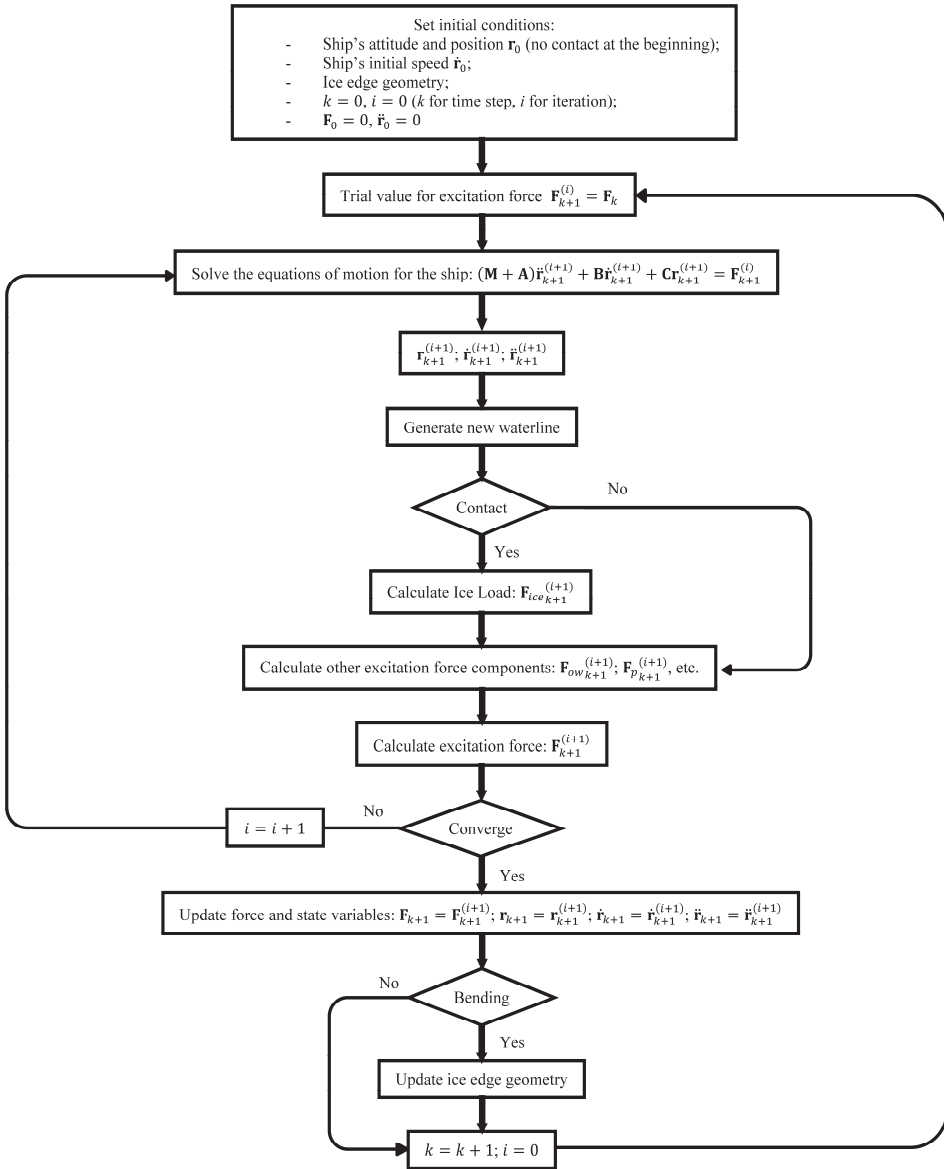 Set initial conditions:
- Ship's attitude and position 𝐫₀ (no contact at the beginning);
- Ship's initial speed 𝐫̇₀;
- Ice edge geometry;
- k = 0, i = 0 (k for time step, i for iteration);
- 𝐅₀ = 0, 𝐫̈₀ = 0
Trial value for excitation force 𝐅_{k+1}^{(i)} = 𝐅_k
Solve the equations of motion for the ship: (𝐌 + 𝐀)𝐫̈_{k+1}^{(i+1)} + 𝐁𝐫̇_{k+1}^{(i+1)} + 𝐂𝐫_{k+1}^{(i+1)} = 𝐅_{k+1}^{(i)}
𝐫_{k+1}^{(i+1)}; 𝐫̇_{k+1}^{(i+1)}; 𝐫̈_{k+1}^{(i+1)}
Generate new waterline
Contact
No
Yes
Calculate Ice Load: 𝐅_{ice}_{k+1}^{(i+1)}
Calculate other excitation force components: 𝐅_{ow}_{k+1}^{(i+1)}; 𝐅_{p}_{k+1}^{(i+1)}, etc.
Calculate excitation force: 𝐅_{k+1}^{(i+1)}
Converge
No
i = i + 1
Yes
Update force and state variables: 𝐅_{k+1} = 𝐅_{k+1}^{(i+1)}; 𝐫_{k+1} = 𝐫_{k+1}^{(i+1)}; 𝐫̇_{k+1} = 𝐫̇_{k+1}^{(i+1)}; 𝐫̈_{k+1} = 𝐫̈_{k+1}^{(i+1)}
Bending
No
Yes
Update ice edge geometry
k = k + 1; i = 0